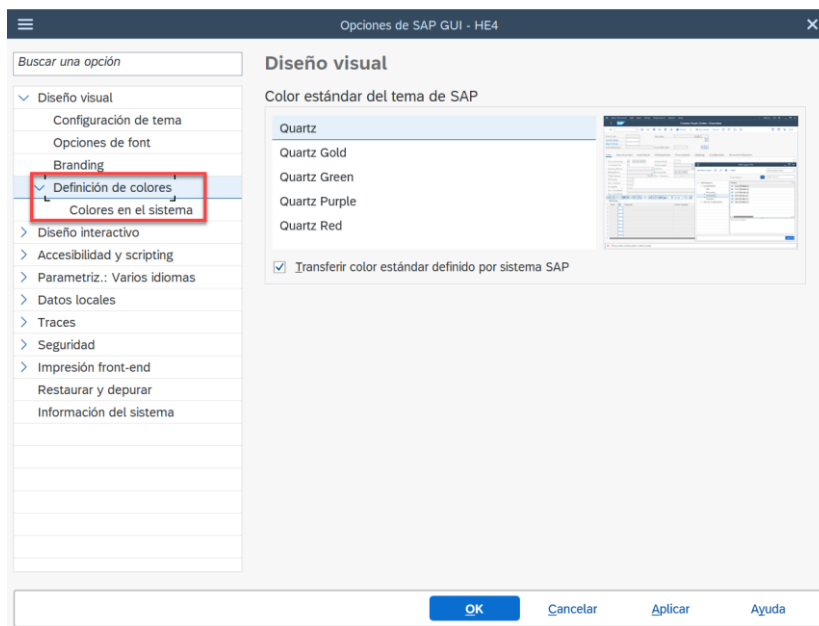 Opciones de SAP GUI - HE4
Buscar una opción
Diseño visual
Configuración de tema
Opciones de font
Branding
Definición de colores
Colores en el sistema
Diseño interactivo
Accesibilidad y scripting
Parametriz.: Varios idiomas
Datos locales
Traces
Seguridad
Impresión front-end
Restaurar y depurar
Información del sistema
Diseño visual
Color estándar del tema de SAP
Quartz
Quartz Gold
Quartz Green
Quartz Purple
Quartz Red
Transferir color estándar definido por sistema SAP
OK Cancelar Aplicar Ayuda